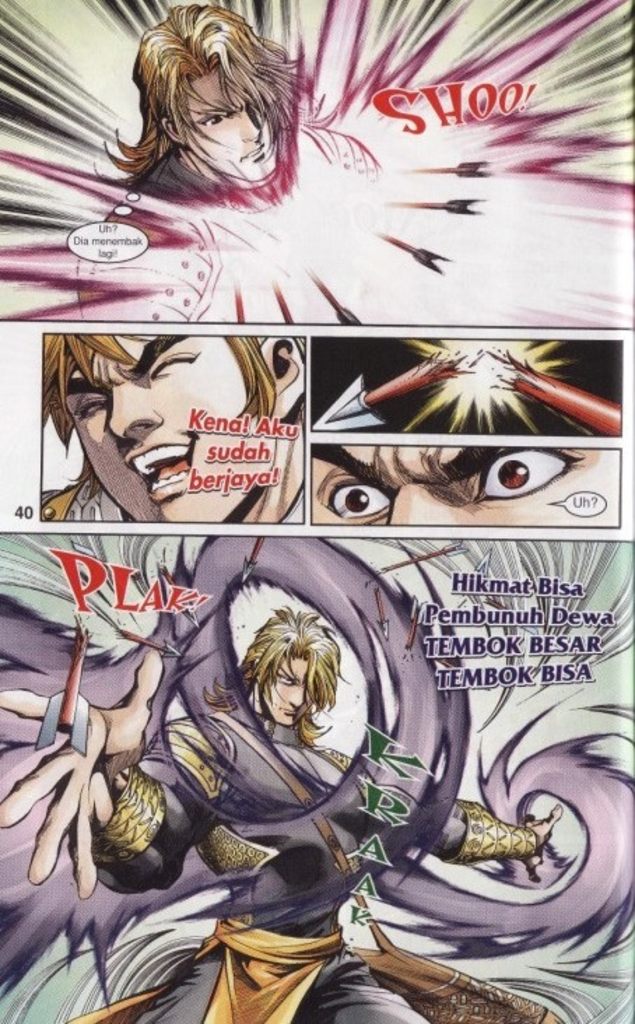 SHOO!
Uh?
Dia menembak
lagi!
Kena! Aku
sudah
berjaya!
Uh?
40
PLAK!
Hikmat Bisa
Pembunuh Dewa
TEMBOK BESAR
TEMBOK BISA
KRAAK